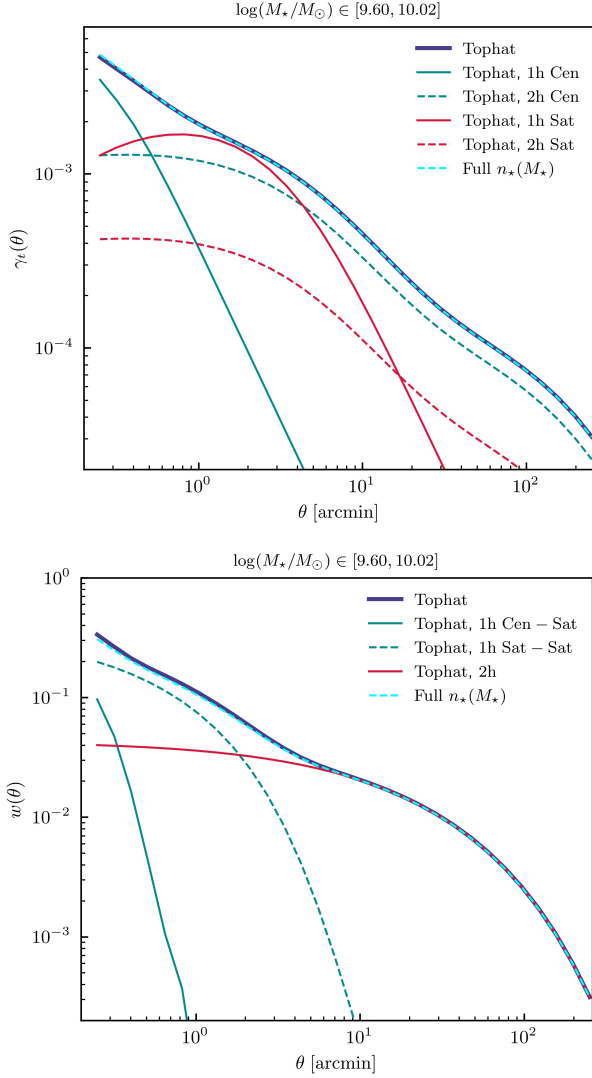 log(M⋆/M⊙) ∈ [9.60, 10.02]
Tophat
Tophat, 1h Cen
Tophat, 2h Cen
Tophat, 1h Sat
Tophat, 2h Sat
Full n⋆(M⋆)
10⁻³
10⁻⁴
γₜ(θ)
10⁰ 10¹ 10²
θ [arcmin]
log(M⋆/M⊙) ∈ [9.60, 10.02]
Tophat
Tophat, 1h Cen − Sat
Tophat, 1h Sat − Sat
Tophat, 2h
Full n⋆(M⋆)
10⁰
10⁻¹
10⁻²
10⁻³
w(θ)
10⁰ 10¹ 10²
θ [arcmin]